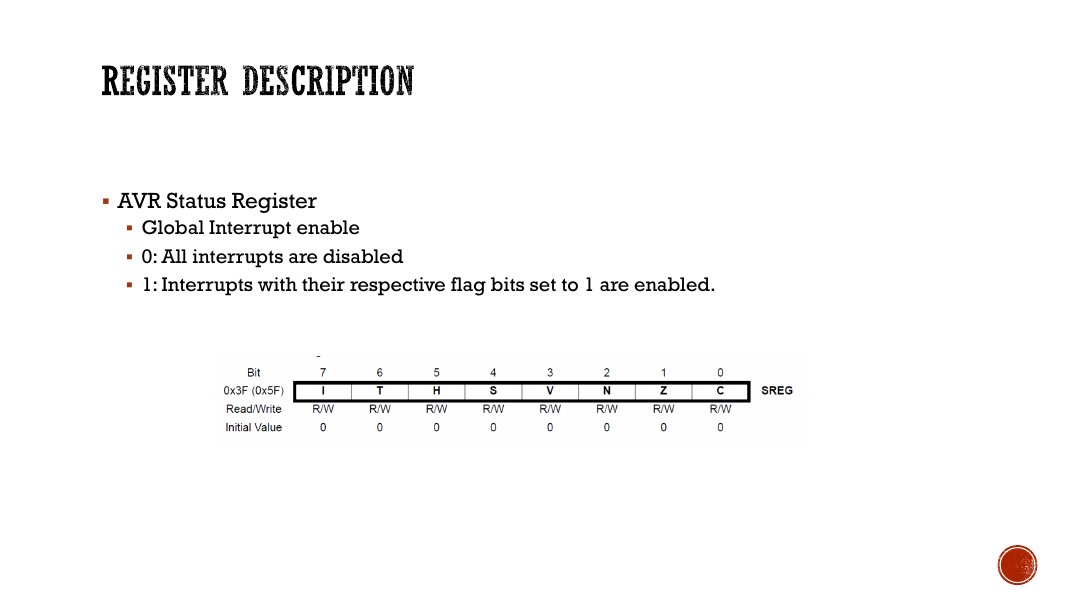 REGISTER DESCRIPTION
AVR Status Register
Global Interrupt enable
0: All interrupts are disabled
1: Interrupts with their respective flag bits set to 1 are enabled.
Bit 7 6 5 4 3 2 1 0
0x3F (0x5F) I T H S V N Z C SREG
Read/Write R/W R/W R/W R/W R/W R/W R/W R/W
Initial Value 0 0 0 0 0 0 0 0